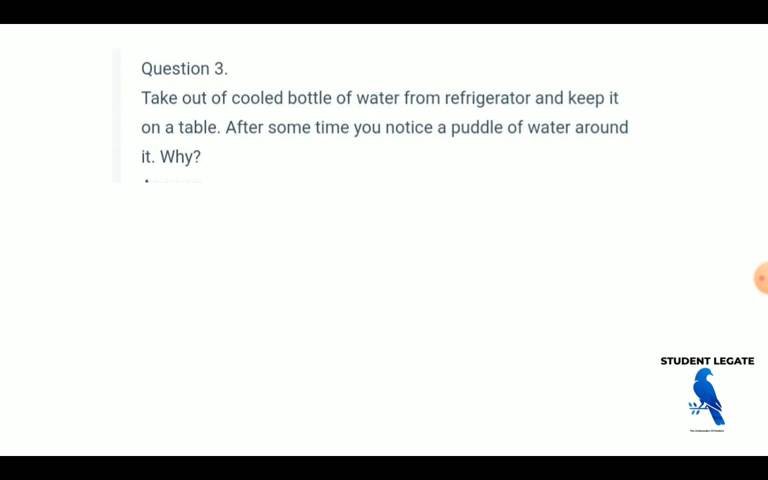 Question 3.
Take out of cooled bottle of water from refrigerator and keep it
on a table. After some time you notice a puddle of water around
it. Why?
STUDENT LEGATE